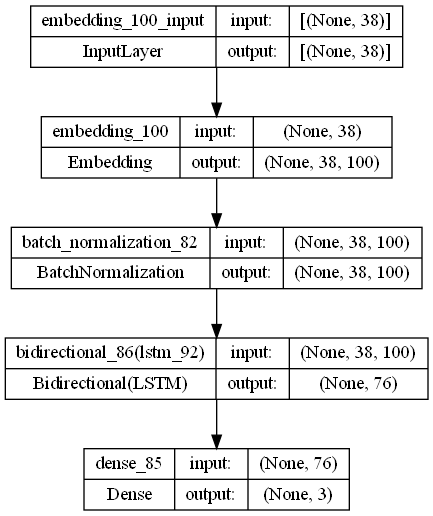 embedding_100_input input: [(None, 38)]
InputLayer output: [(None, 38)]
embedding_100 input: (None, 38)
Embedding output: (None, 38, 100)
batch_normalization_82 input: (None, 38, 100)
BatchNormalization output: (None, 38, 100)
bidirectional_86(lstm_92) input: (None, 38, 100)
Bidirectional(LSTM) output: (None, 76)
dense_85 input: (None, 76)
Dense output: (None, 3)